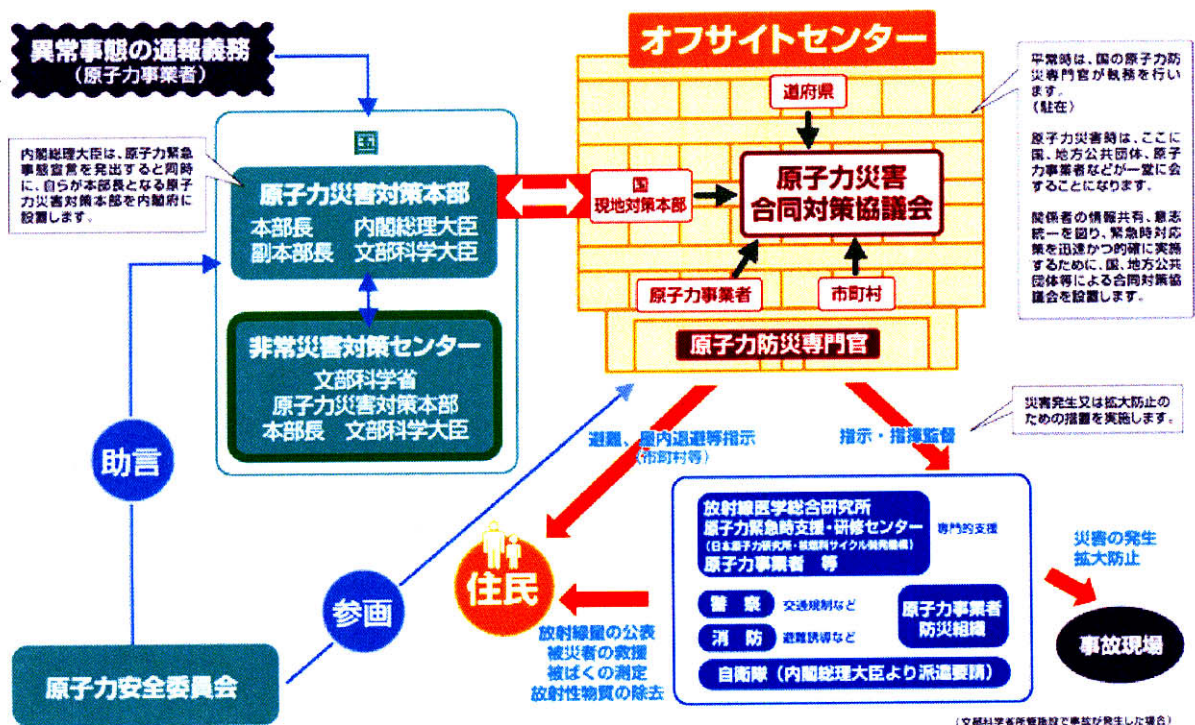 異常事態の通報義務
(原子力事業者)
内閣総理大臣は、原子力緊急
事態宣言を発出すると同時
に、自らが本部長となる原子
力災害対策本部を内閣府に
設置します。
国
原子力災害対策本部
本部長 内閣総理大臣
副本部長 文部科学大臣
非常災害対策センター
文部科学省
原子力災害対策本部
本部長 文部科学大臣
オフサイトセンター
道府県
国
現地対策本部
原子力災害
合同対策協議会
原子力事業者
市町村
原子力防災専門官
平常時は、国の原子力防
災専門官が執務を行い
ます。
(駐在)
原子力災害時は、ここに
国、地方公共団体、原子
力事業者などが一堂に会
することになります。
関係者の情報共有、意志
統一を図り、緊急時対応
策を迅速かつ的確に実施
するために、国、地方公共
団体等による合同対策協
議会を設置します。
災害発生又は拡大防止の
ための措置を実施します。
避難、屋内退避等指示
(市町村等)
指示・指揮監督
助言
参画
原子力安全委員会
住民
放射線量の公表
被災者の救援
被ばくの測定
放射性物質の除去
放射線医学総合研究所
原子力緊急時支援・研修センター
(日本原子力研究所・核燃料サイクル開発機構)
原子力事業者 等
専門的支援
警察 交通規制など
消防 避難誘導など
原子力事業者
防災組織
自衛隊(内閣総理大臣より派遣要請)
災害の発生
拡大防止
事故現場
(文部科学省所管施設で事故が発生した場合)